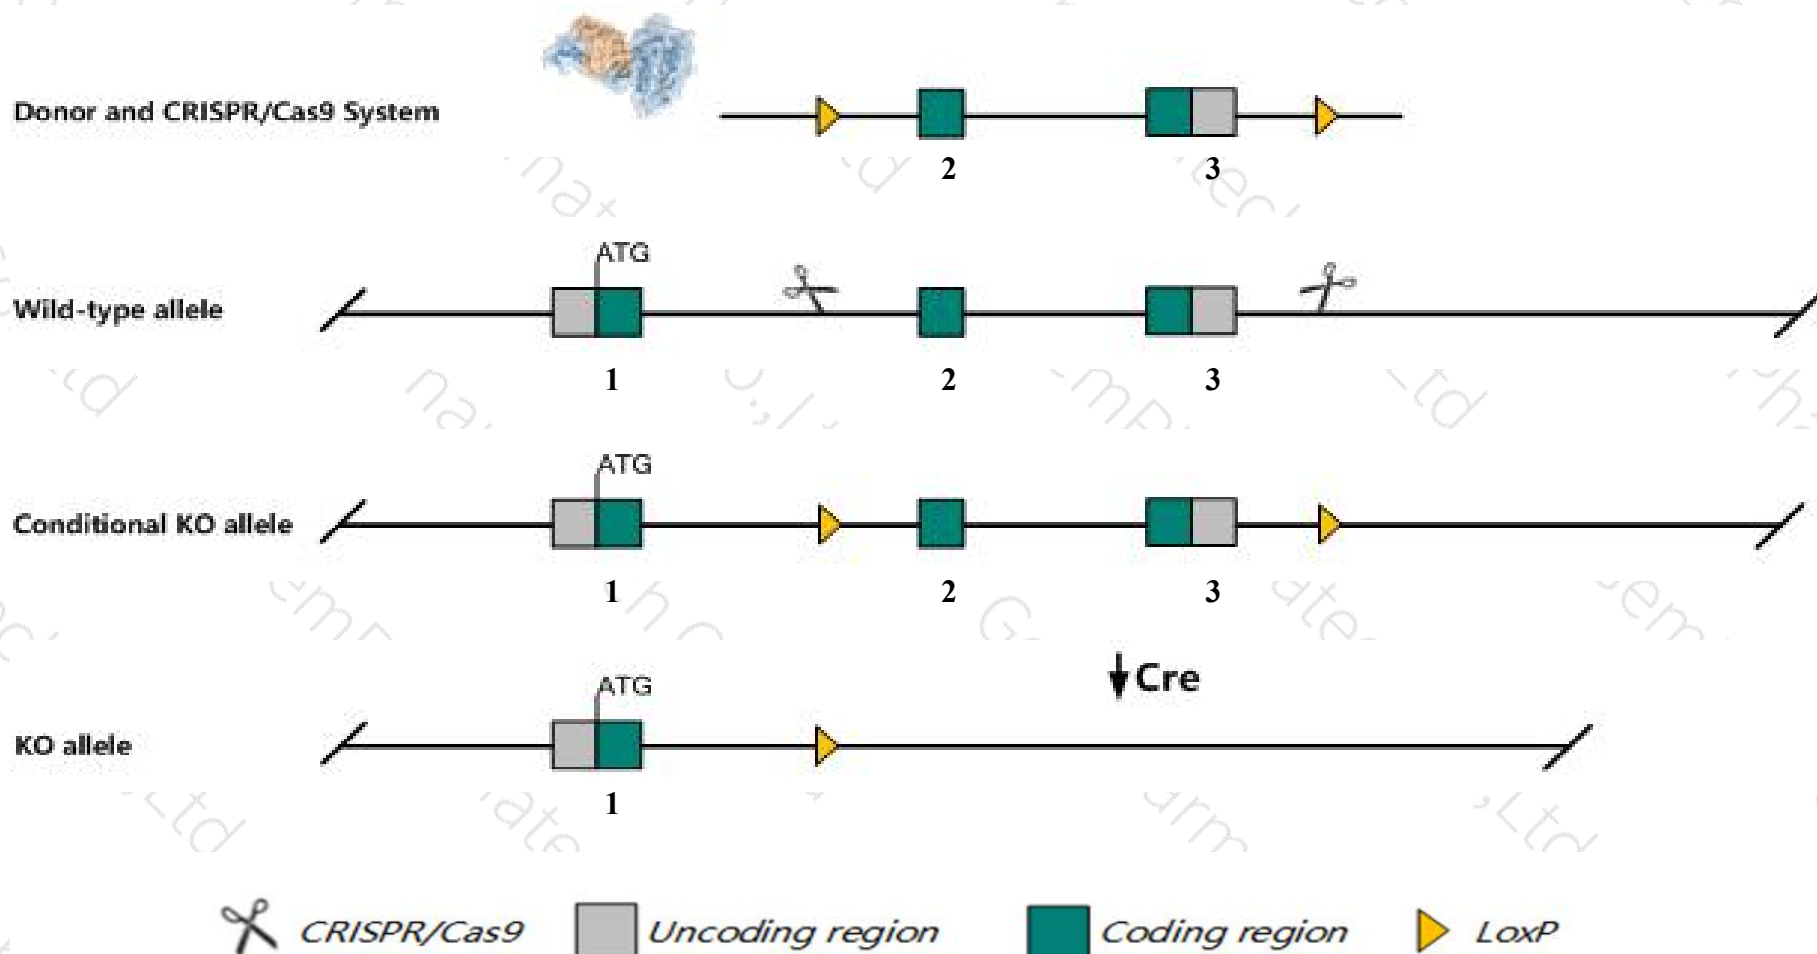 Donor and CRISPR/Cas9 System
2 3
ATG
Wild-type allele
1 2 3
ATG
Conditional KO allele
1 2 3
Cre
ATG
KO allele
1
CRISPR/Cas9 Uncoding region Coding region LoxP